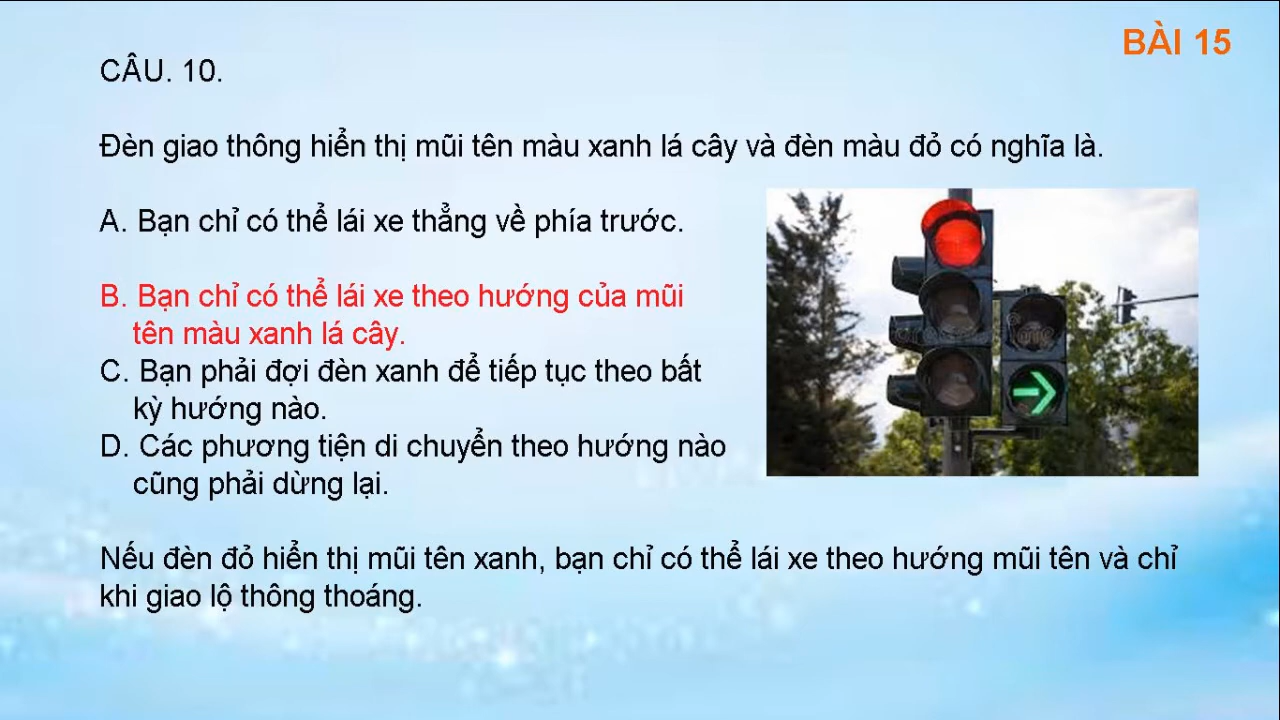 BÀI 15
CÂU. 10.
Đèn giao thông hiển thị mũi tên màu xanh lá cây và đèn màu đỏ có nghĩa là.
A. Bạn chỉ có thể lái xe thẳng về phía trước.
B. Bạn chỉ có thể lái xe theo hướng của mũi
tên màu xanh lá cây.
C. Bạn phải đợi đèn xanh để tiếp tục theo bất
kỳ hướng nào.
D. Các phương tiện di chuyển theo hướng nào
cũng phải dừng lại.
Nếu đèn đỏ hiển thị mũi tên xanh, bạn chỉ có thể lái xe theo hướng mũi tên và chỉ
khi giao lộ thông thoáng.